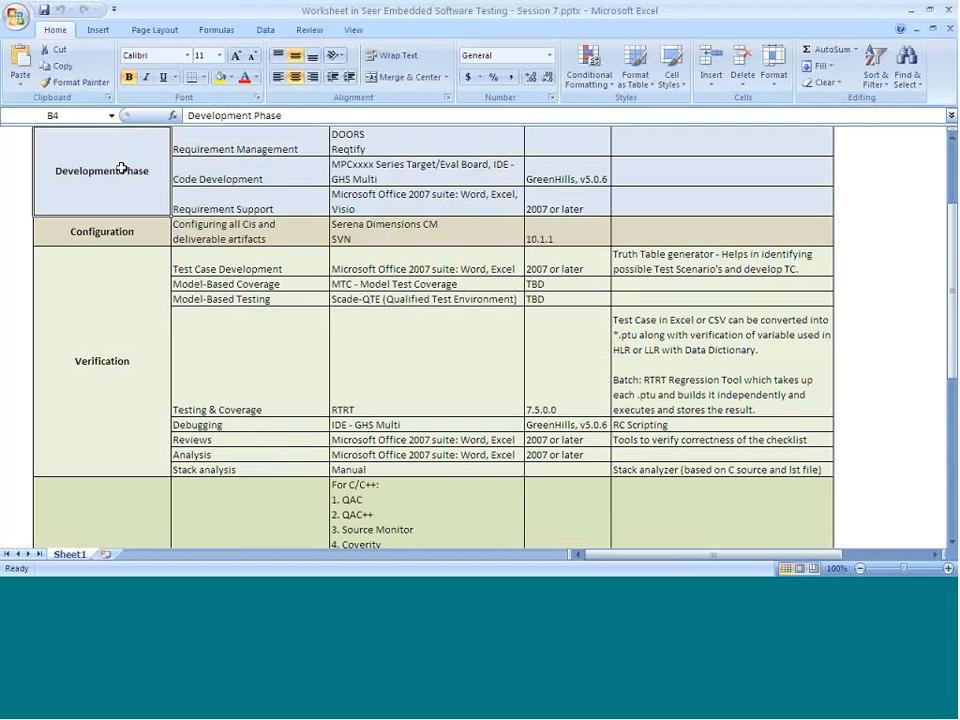 Worksheet in Seer Embedded Software Testing - Session 7.pptx - Microsoft Excel
Home Insert Page Layout Formulas Data Review View
Paste
Cut
Copy
Format Painter
Clipboard
Calibri 11
B I U
Font
Wrap Text
Merge & Center
Alignment
General
$ % ,
Number
Conditional Formatting
Format as Table
Cell Styles
Styles
Insert Delete Format
Cells
AutoSum
Fill
Clear
Sort & Filter
Find & Select
Editing
B4 fx Development Phase
Development Phase
Requirement Management
DOORS
Reqtify
Code Development
MPCxxxx Series Target/Eval Board, IDE -
GHS Multi
GreenHills, v5.0.6
Requirement Support
Microsoft Office 2007 suite: Word, Excel,
Visio
2007 or later
Configuration
Configuring all Cis and
deliverable artifacts
Serena Dimensions CM
SVN
10.1.1
Verification
Test Case Development
Microsoft Office 2007 suite: Word, Excel
2007 or later
Truth Table generator - Helps in identifying
possible Test Scenario's and develop TC.
Model-Based Coverage MTC - Model Test Coverage TBD
Model-Based Testing Scade-QTE (Qualified Test Environment) TBD
Testing & Coverage
RTRT
7.5.0.0
Test Case in Excel or CSV can be converted into
*.ptu along with verification of variable used in
HLR or LLR with Data Dictionary.
Batch: RTRT Regression Tool which takes up
each .ptu and builds it independently and
executes and stores the result.
Debugging IDE - GHS Multi GreenHills, v5.0.6 RC Scripting
Reviews Microsoft Office 2007 suite: Word, Excel 2007 or later Tools to verify correctness of the checklist
Analysis Microsoft Office 2007 suite: Word, Excel 2007 or later
Stack analysis Manual Stack analyzer (based on C source and lst file)
For C/C++:
1. QAC
2. QAC++
3. Source Monitor
4. Coverity
Sheet1
Ready 100%